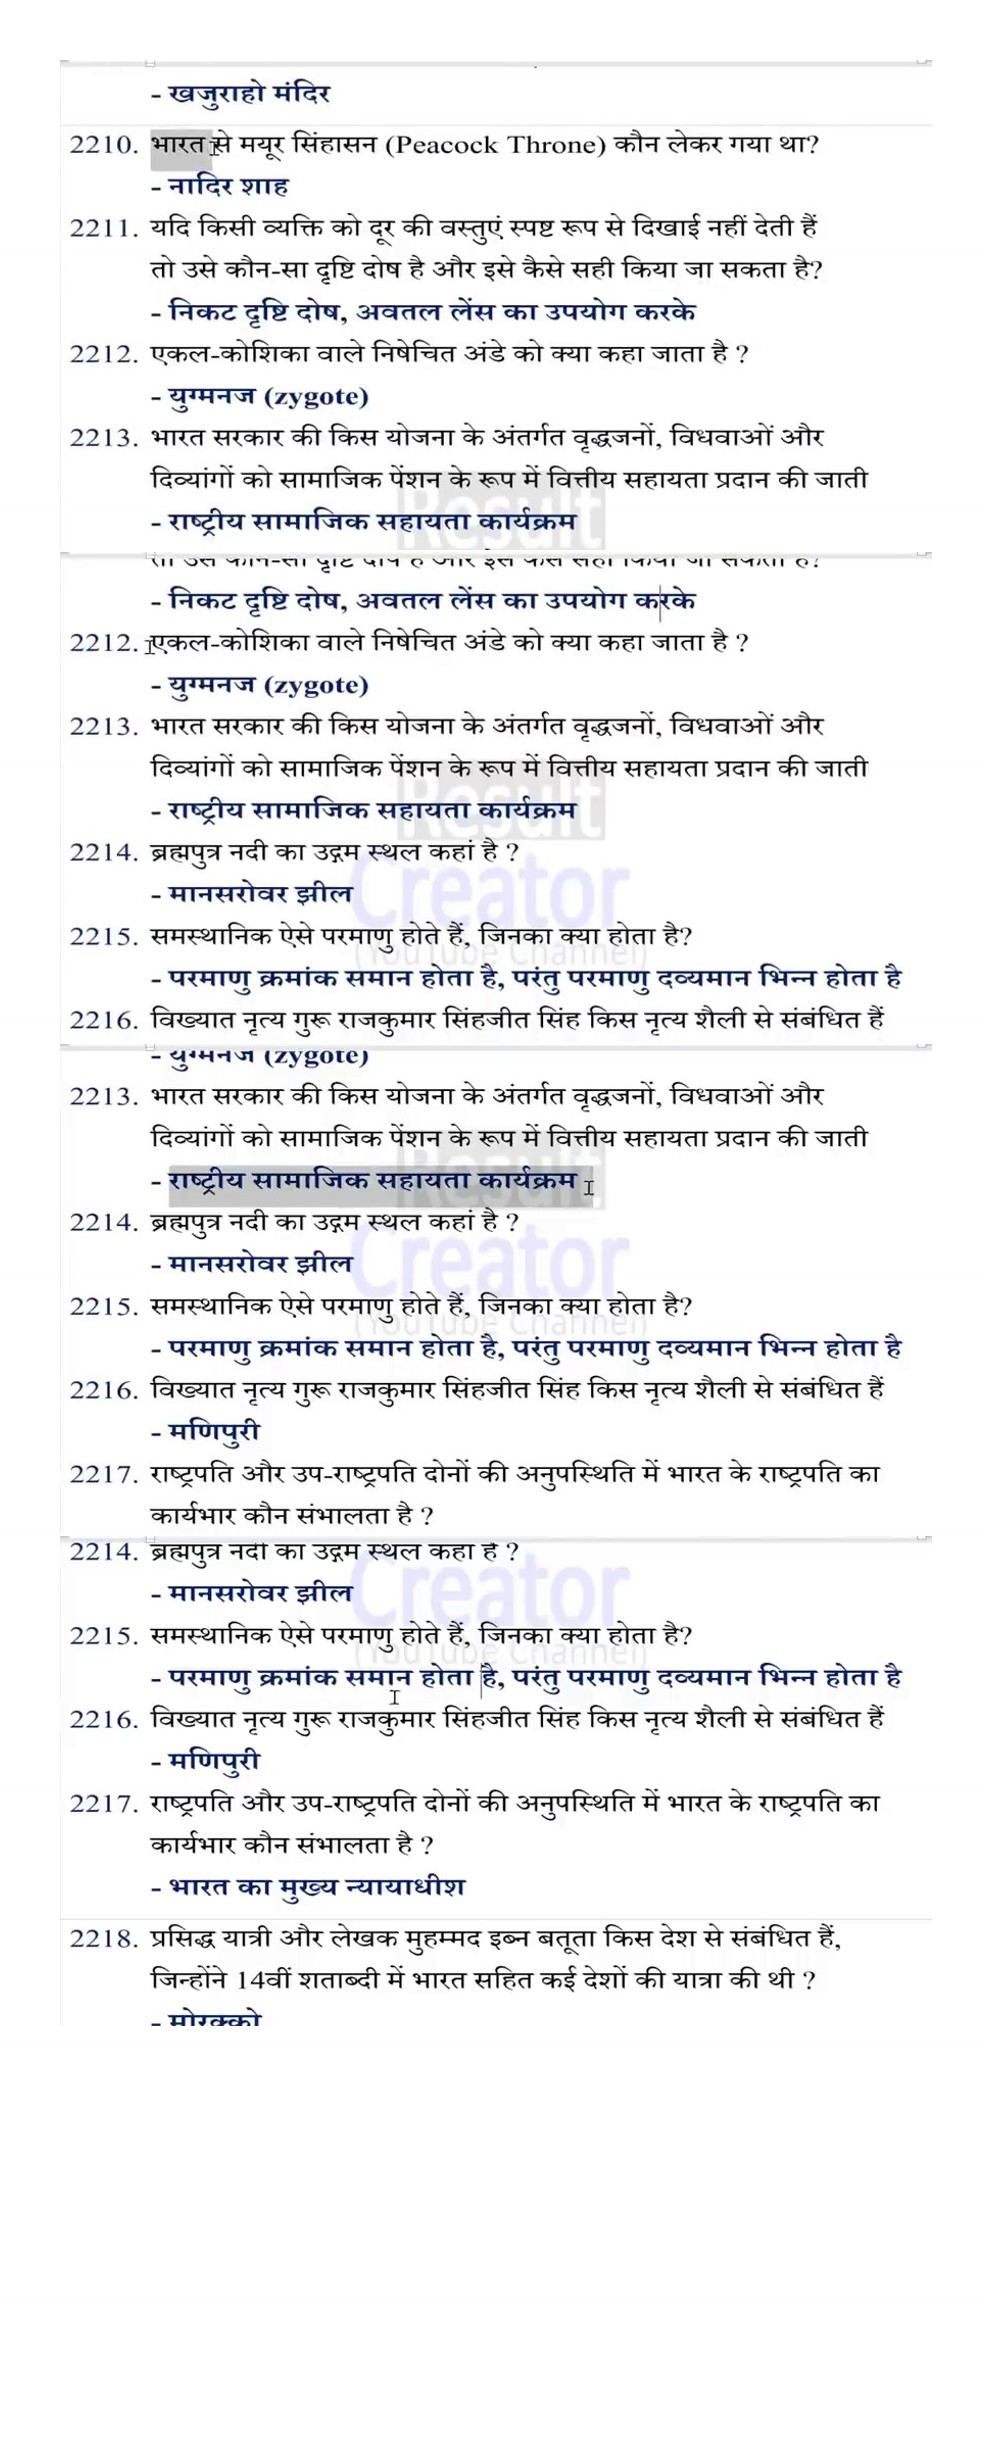 - खजुराहो मंदिर
2210. भारत से मयूर सिंहासन (Peacock Throne) कौन लेकर गया था?
- नादिर शाह
2211. यदि किसी व्यक्ति को दूर की वस्तुएं स्पष्ट रूप से दिखाई नहीं देती हैं
तो उसे कौन-सा दृष्टि दोष है और इसे कैसे सही किया जा सकता है?
- निकट दृष्टि दोष, अवतल लेंस का उपयोग करके
2212. एकल-कोशिका वाले निषेचित अंडे को क्या कहा जाता है ?
- युग्मनज (zygote)
2213. भारत सरकार की किस योजना के अंतर्गत वृद्धजनों, विधवाओं और
दिव्यांगों को सामाजिक पेंशन के रूप में वित्तीय सहायता प्रदान की जाती
Result
- राष्ट्रीय सामाजिक सहायता कार्यक्रम
तो उसे कौन-सा दृष्टि दोष है और इसे कैसे सही किया जा सकता है?
- निकट दृष्टि दोष, अवतल लेंस का उपयोग करके
2212. एकल-कोशिका वाले निषेचित अंडे को क्या कहा जाता है ?
- युग्मनज (zygote)
2213. भारत सरकार की किस योजना के अंतर्गत वृद्धजनों, विधवाओं और
दिव्यांगों को सामाजिक पेंशन के रूप में वित्तीय सहायता प्रदान की जाती
Result
- राष्ट्रीय सामाजिक सहायता कार्यक्रम
2214. ब्रह्मपुत्र नदी का उद्गम स्थल कहां है ?
Creator
- मानसरोवर झील
2215. समस्थानिक ऐसे परमाणु होते हैं, जिनका क्या होता है?
(YouTube Channel)
- परमाणु क्रमांक समान होता है, परंतु परमाणु दव्यमान भिन्न होता है
2216. विख्यात नृत्य गुरू राजकुमार सिंहजीत सिंह किस नृत्य शैली से संबंधित हैं
- युग्मनज (zygote)
2213. भारत सरकार की किस योजना के अंतर्गत वृद्धजनों, विधवाओं और
दिव्यांगों को सामाजिक पेंशन के रूप में वित्तीय सहायता प्रदान की जाती
Result
- राष्ट्रीय सामाजिक सहायता कार्यक्रम
2214. ब्रह्मपुत्र नदी का उद्गम स्थल कहां है ?
Creator
- मानसरोवर झील
2215. समस्थानिक ऐसे परमाणु होते हैं, जिनका क्या होता है?
(YouTube Channel)
- परमाणु क्रमांक समान होता है, परंतु परमाणु दव्यमान भिन्न होता है
2216. विख्यात नृत्य गुरू राजकुमार सिंहजीत सिंह किस नृत्य शैली से संबंधित हैं
- मणिपुरी
2217. राष्ट्रपति और उप-राष्ट्रपति दोनों की अनुपस्थिति में भारत के राष्ट्रपति का
कार्यभार कौन संभालता है ?
2214. ब्रह्मपुत्र नदी का उद्गम स्थल कहां है ?
Creator
- मानसरोवर झील
2215. समस्थानिक ऐसे परमाणु होते हैं, जिनका क्या होता है?
(YouTube Channel)
- परमाणु क्रमांक समान होता है, परंतु परमाणु दव्यमान भिन्न होता है
2216. विख्यात नृत्य गुरू राजकुमार सिंहजीत सिंह किस नृत्य शैली से संबंधित हैं
- मणिपुरी
2217. राष्ट्रपति और उप-राष्ट्रपति दोनों की अनुपस्थिति में भारत के राष्ट्रपति का
कार्यभार कौन संभालता है ?
- भारत का मुख्य न्यायाधीश
2218. प्रसिद्ध यात्री और लेखक मुहम्मद इब्न बतूता किस देश से संबंधित हैं,
जिन्होंने 14वीं शताब्दी में भारत सहित कई देशों की यात्रा की थी ?
- मोरक्को